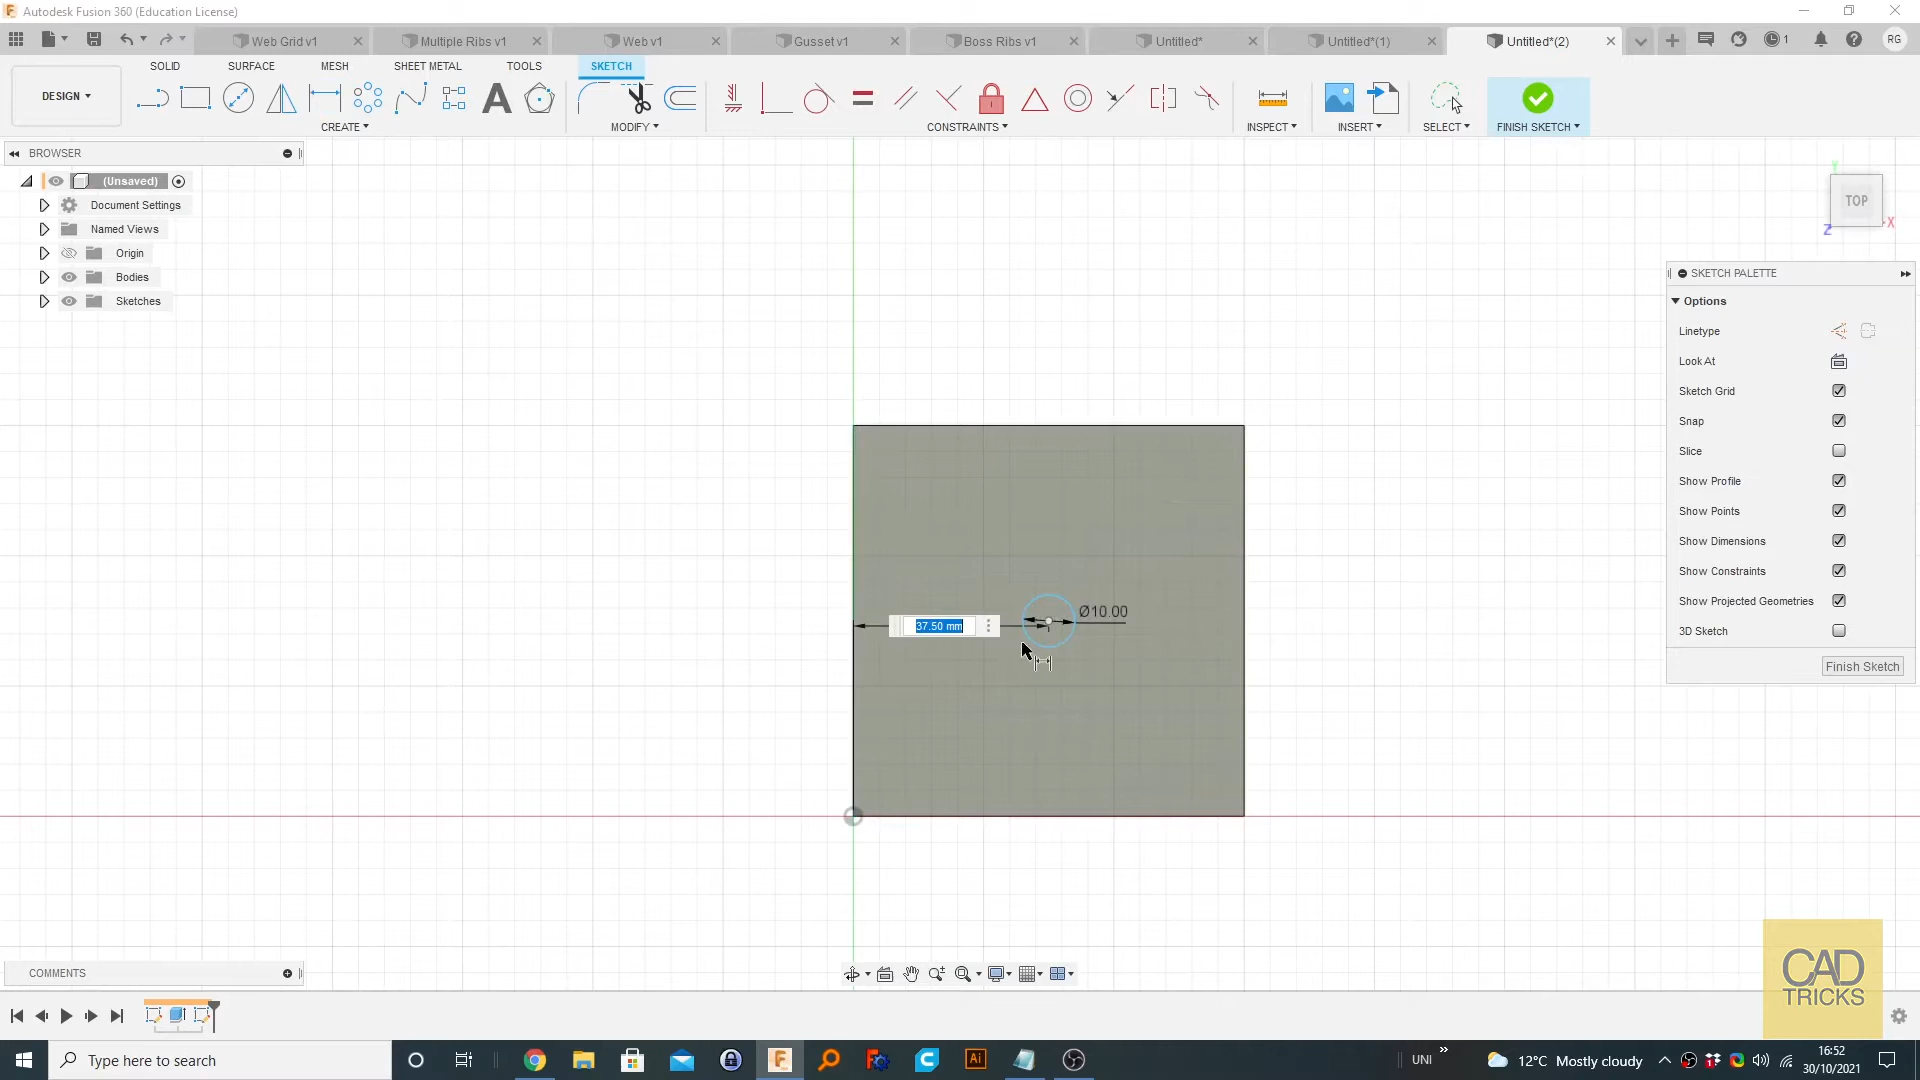 Autodesk Fusion 360 (Education License)
Web Grid v1
Multiple Ribs v1
Web v1
Gusset v1
Boss Ribs v1
Untitled*
Untitled*(1)
Untitled*(2)
1
RG
DESIGN
SOLID
SURFACE
MESH
SHEET METAL
TOOLS
SKETCH
CREATE
MODIFY
CONSTRAINTS
INSPECT
INSERT
SELECT
FINISH SKETCH
BROWSER
(Unsaved)
Document Settings
Named Views
Origin
Bodies
Sketches
Y
TOP
X
Z
SKETCH PALETTE
Options
Linetype
Look At
Sketch Grid
Snap
Slice
Show Profile
Show Points
Show Dimensions
Show Constraints
Show Projected Geometries
3D Sketch
Finish Sketch
Ø10.00
37.50 mm
COMMENTS
CAD
TRICKS
Type here to search
Ai
UNI
12°C Mostly cloudy
16:52
30/10/2021